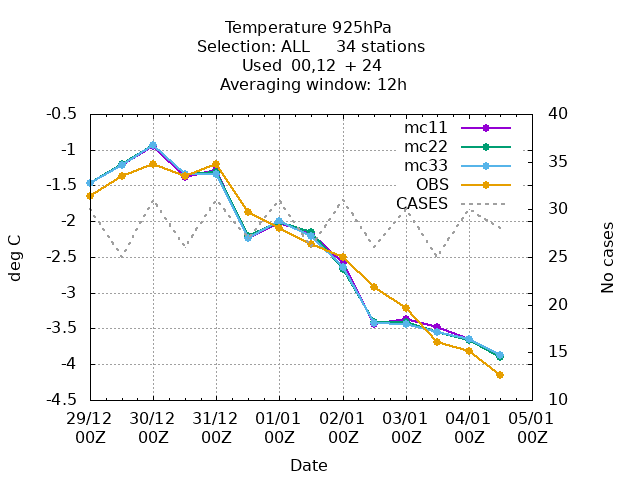 Temperature 925hPa
Selection: ALL 34 stations
Used 00,12 + 24
Averaging window: 12h
-0.5
-1
-1.5
-2
-2.5
-3
-3.5
-4
-4.5
deg C
40
35
30
25
20
15
10
No cases
mc11
mc22
mc33
OBS
CASES
29/12 30/12 31/12 01/01 02/01 03/01 04/01 05/01
00Z 00Z 00Z 00Z 00Z 00Z 00Z 00Z
Date